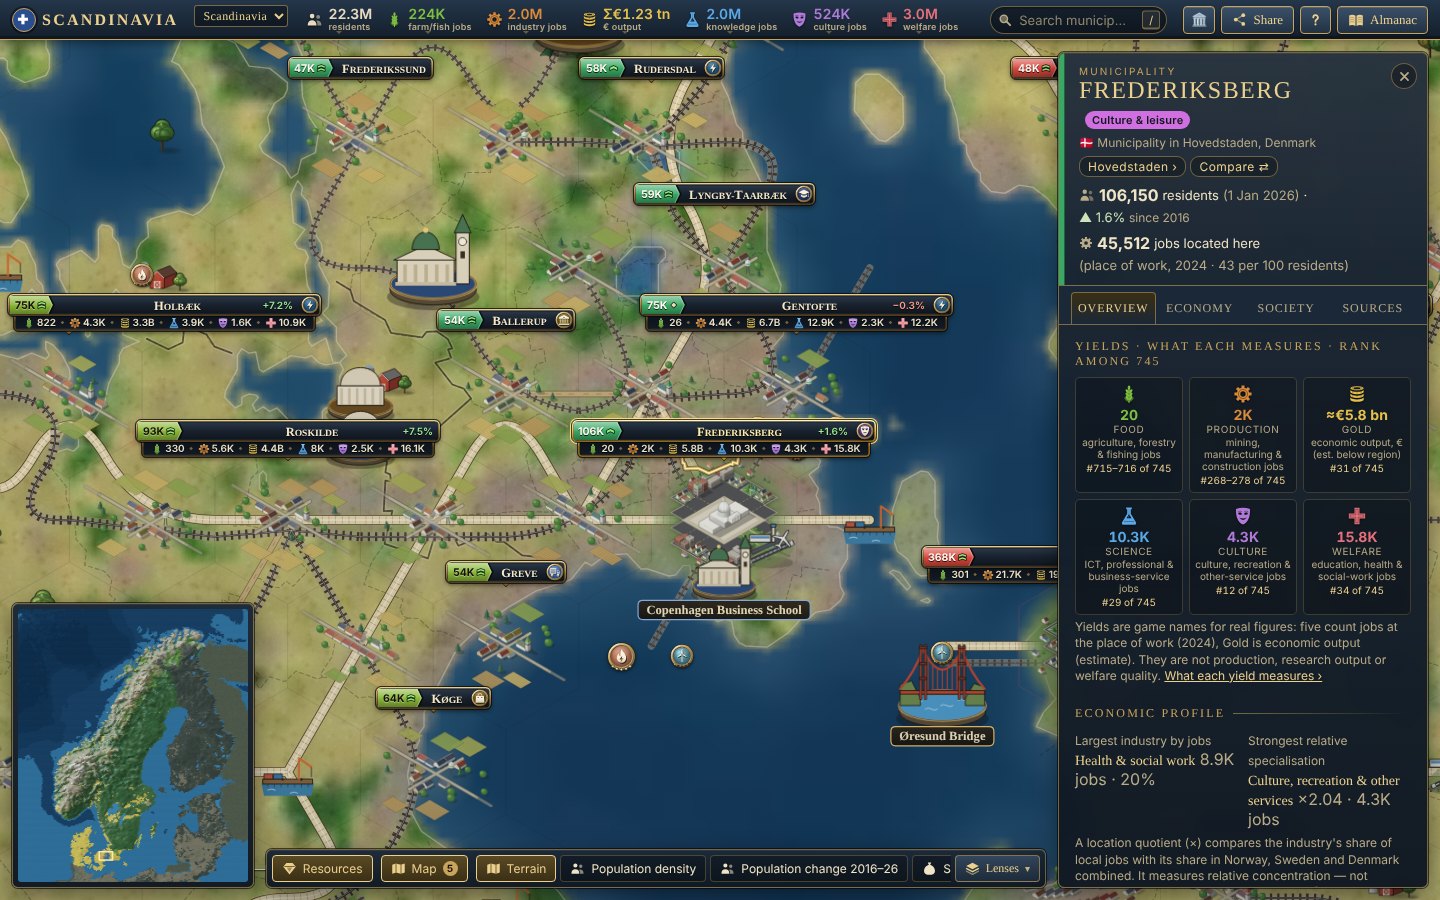 SCANDINAVIA
Scandinavia
22.3M
residents
224K
farm/fish jobs
2.0M
industry jobs
Σ€1.23 tn
€ output
2.0M
knowledge jobs
524K
culture jobs
3.0M
welfare jobs
Search municip... /
Share
?
Almanac
47K FREDERIKSSUND
58K RUDERSDAL
48K
59K LYNGBY-TAARBÆK
75K HOLBÆK +7.2%
822 • 4.3K • 3.3B • 3.9K • 1.6K • 10.9K
54K BALLERUP
75K GENTOFTE −0.3%
26 • 4.4K • 6.7B • 12.9K • 2.3K • 12.2K
93K ROSKILDE +7.5%
330 • 5.6K • 4.4B • 8K • 2.5K • 16.1K
106K FREDERIKSBERG +1.6%
20 • 2K • 5.8B • 10.3K • 4.3K • 15.8K
54K GREVE
368K
301 • 21.7K • 19
Copenhagen Business School
64K KØGE
Øresund Bridge
Resources
Map 5
Terrain
Population density
Population change 2016–26
S
Lenses ▾
MUNICIPALITY
FREDERIKSBERG
Culture & leisure
Municipality in Hovedstaden, Denmark
Hovedstaden ›
Compare ⇄
106,150 residents (1 Jan 2026) ·
▲ 1.6% since 2016
45,512 jobs located here
(place of work, 2024 · 43 per 100 residents)
OVERVIEW
ECONOMY
SOCIETY
SOURCES
YIELDS · WHAT EACH MEASURES · RANK
AMONG 745
20
FOOD
agriculture, forestry
& fishing jobs
#715–716 of 745
2K
PRODUCTION
mining,
manufacturing &
construction jobs
#268–278 of 745
≈€5.8 bn
GOLD
economic output, €
(est. below region)
#31 of 745
10.3K
SCIENCE
ICT, professional &
business-service
jobs
#29 of 745
4.3K
CULTURE
culture, recreation &
other-service jobs
#12 of 745
15.8K
WELFARE
education, health &
social-work jobs
#34 of 745
Yields are game names for real figures: five count jobs at
the place of work (2024), Gold is economic output
(estimate). They are not production, research output or
welfare quality. What each yield measures ›
ECONOMIC PROFILE
Largest industry by jobs
Health & social work 8.9K
jobs · 20%
Strongest relative
specialisation
Culture, recreation & other
services ×2.04 · 4.3K
jobs
A location quotient (×) compares the industry's share of
local jobs with its share in Norway, Sweden and Denmark
combined. It measures relative concentration — not